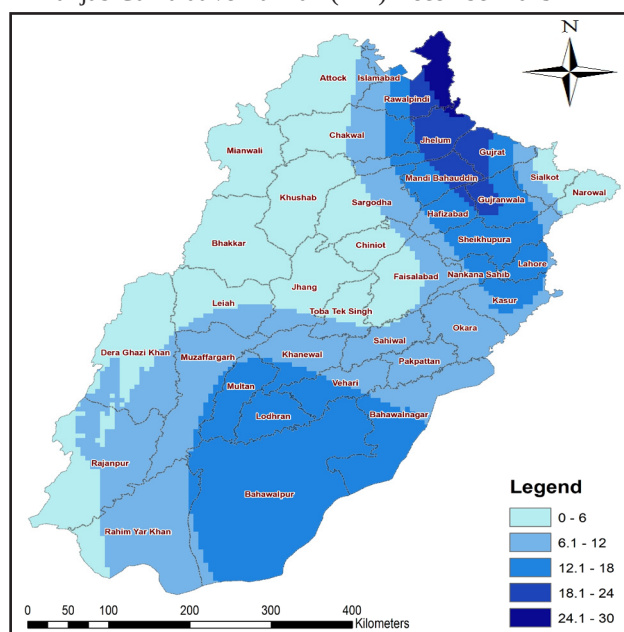 N
Attock
Islamabad
Rawalpindi
Chakwal
Jhelum
Gujrat
Mianwali
Mandi Bahauddin
Sialkot
Narowal
Khushab
Sargodha
Gujranwala
Hafizabad
Bhakkar
Chiniot
Sheikhupura
Lahore
Faisalabad
Nankana Sahib
Jhang
Kasur
Leiah
Toba Tek Singh
Okara
Sahiwal
Dera Ghazi Khan
Muzaffargarh
Khanewal
Pakpattan
Multan
Vehari
Lodhran
Bahawalnagar
Rajanpur
Bahawalpur
Rahim Yar Khan
Legend
0 - 6
6.1 - 12
12.1 - 18
18.1 - 24
24.1 - 30
0 50 100 200 300 400
Kilometers